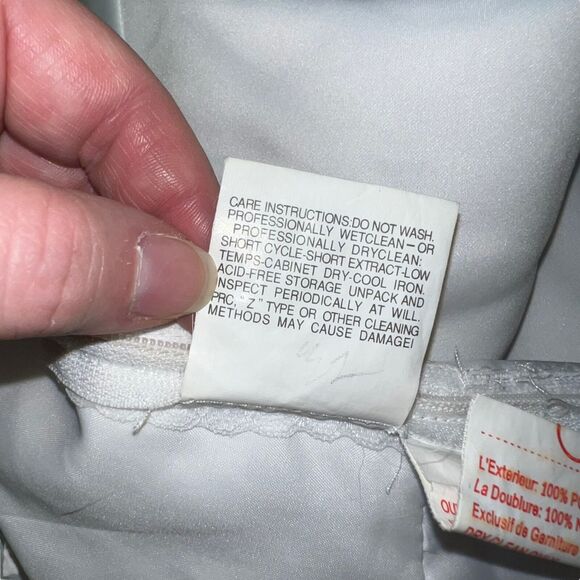 CARE INSTRUCTIONS:DO NOT WASH.
PROFESSIONALLY WETCLEAN-OR
PROFESSIONALLY DRYCLEAN:
SHORT CYCLE-SHORT EXTRACT-LOW
TEMPS-CABINET DRY-COOL IRON.
ACID-FREE STORAGE UNPACK AND
INSPECT PERIODICALLY AT WILL.
PRC, "Z" TYPE OR OTHER CLEANING
METHODS MAY CAUSE DAMAGE!
L'Exterieur: 100% P
La Doublure: 100% N
Exclusif de Garniture
OU